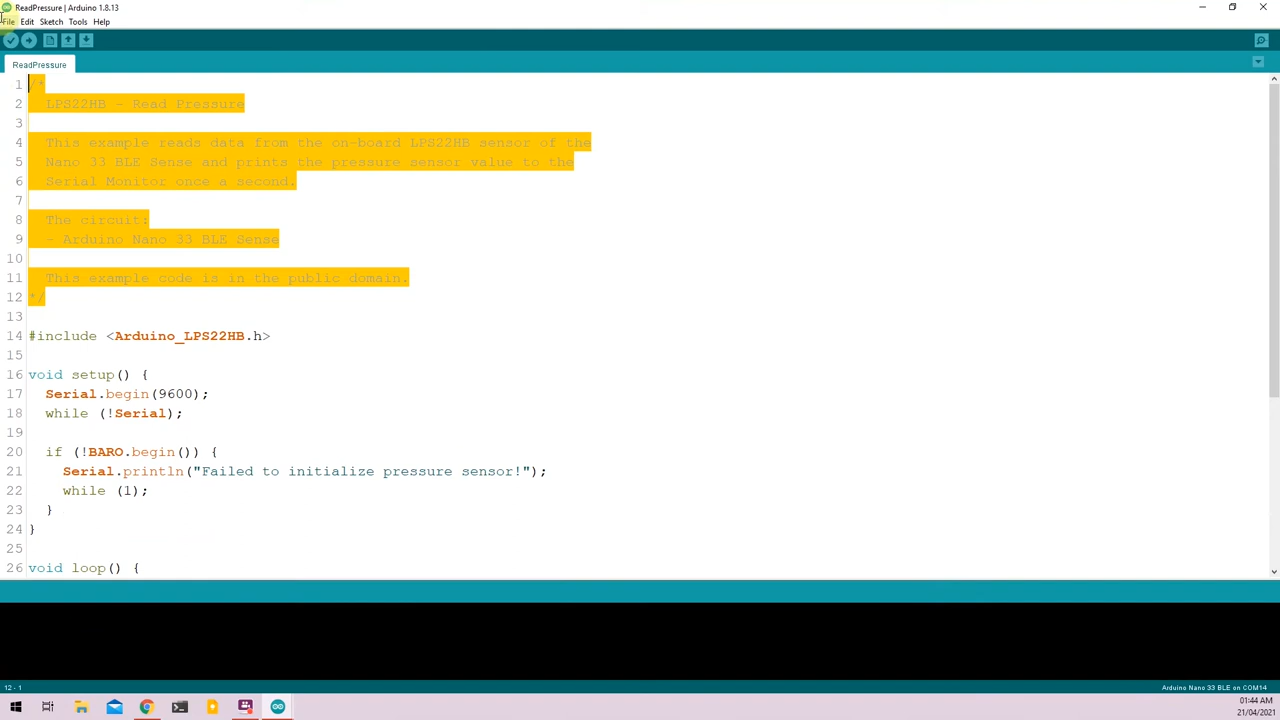 ReadPressure | Arduino 1.8.13
File Edit Sketch Tools Help
ReadPressure
1 /*
2 LPS22HB - Read Pressure
3
4 This example reads data from the on-board LPS22HB sensor of the
5 Nano 33 BLE Sense and prints the pressure sensor value to the
6 Serial Monitor once a second.
7
8 The circuit:
9 - Arduino Nano 33 BLE Sense
10
11 This example code is in the public domain.
12 */
13
14 #include <Arduino_LPS22HB.h>
15
16 void setup() {
17 Serial.begin(9600);
18 while (!Serial);
19
20 if (!BARO.begin()) {
21 Serial.println("Failed to initialize pressure sensor!");
22 while (1);
23 }
24 }
25
26 void loop() {
12 - 1
Arduino Nano 33 BLE on COM14
01:44 AM
21/04/2021